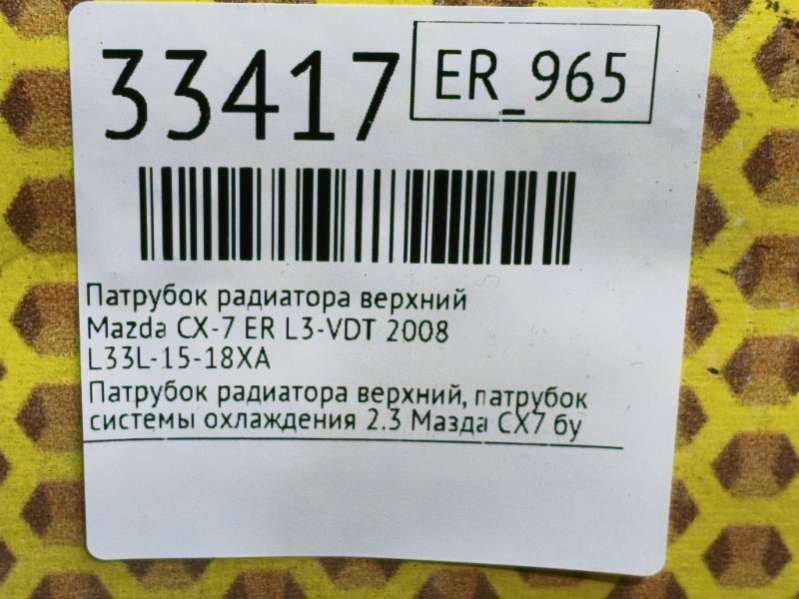 33417
ER_965
Патрубок радиатора верхний
Mazda CX-7 ER L3-VDT 2008
L33L-15-18XA
Патрубок радиатора верхний, патрубок
системы охлаждения 2.3 Мазда СХ7 бу